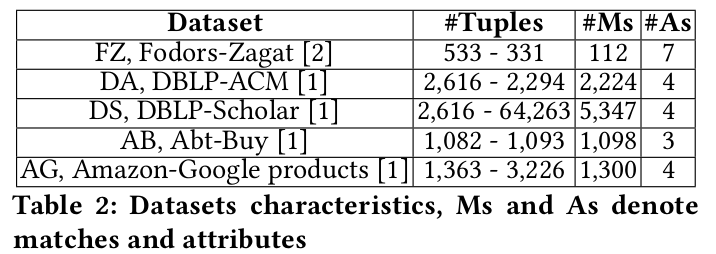 Dataset #Tuples #Ms #As
FZ, Fodors-Zagat [2] 533 - 331 112 7
DA, DBLP-ACM [1] 2,616 - 2,294 2,224 4
DS, DBLP-Scholar [1] 2,616 - 64,263 5,347 4
AB, Abt-Buy [1] 1,082 - 1,093 1,098 3
AG, Amazon-Google products [1] 1,363 - 3,226 1,300 4
Table 2: Datasets characteristics, Ms and As denote
matches and attributes